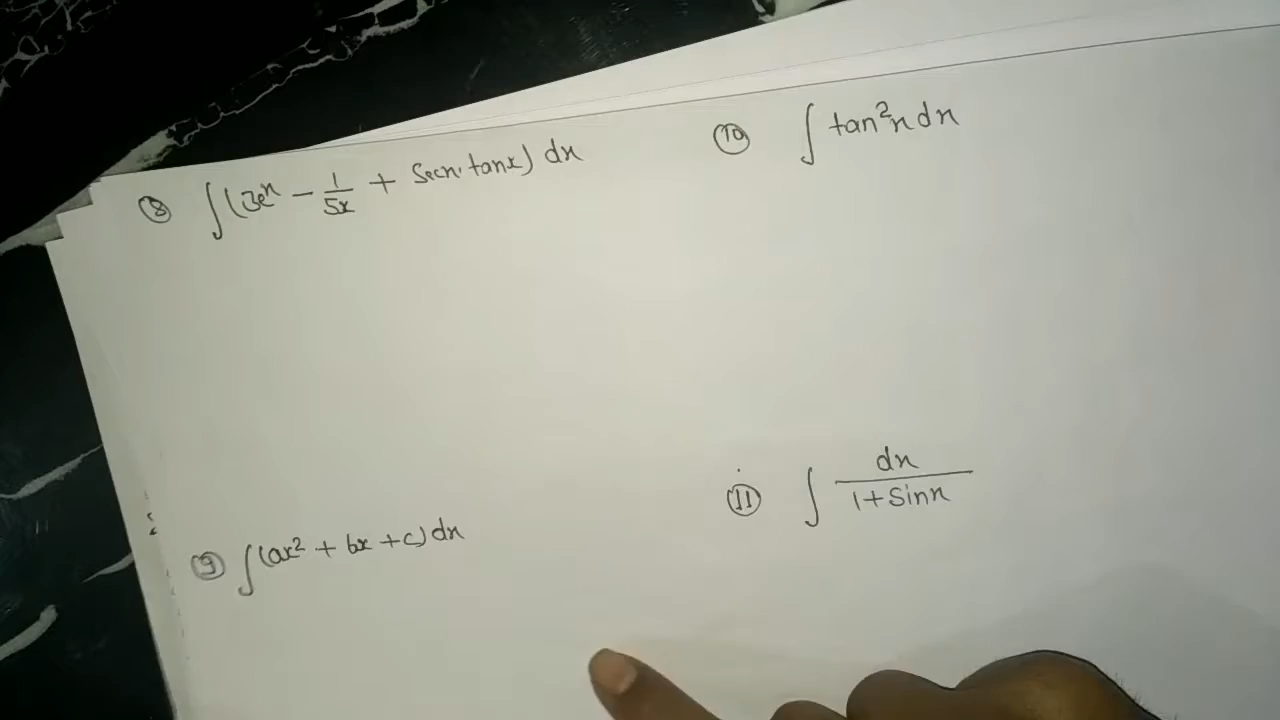 ⑧ ∫(3eˣ − 1/5x + Secx·tanx) dx
⑨ ∫(ax² + bx + c) dx
⑩ ∫ tan²x dx
⑪ ∫ dx/(1+Sinx)